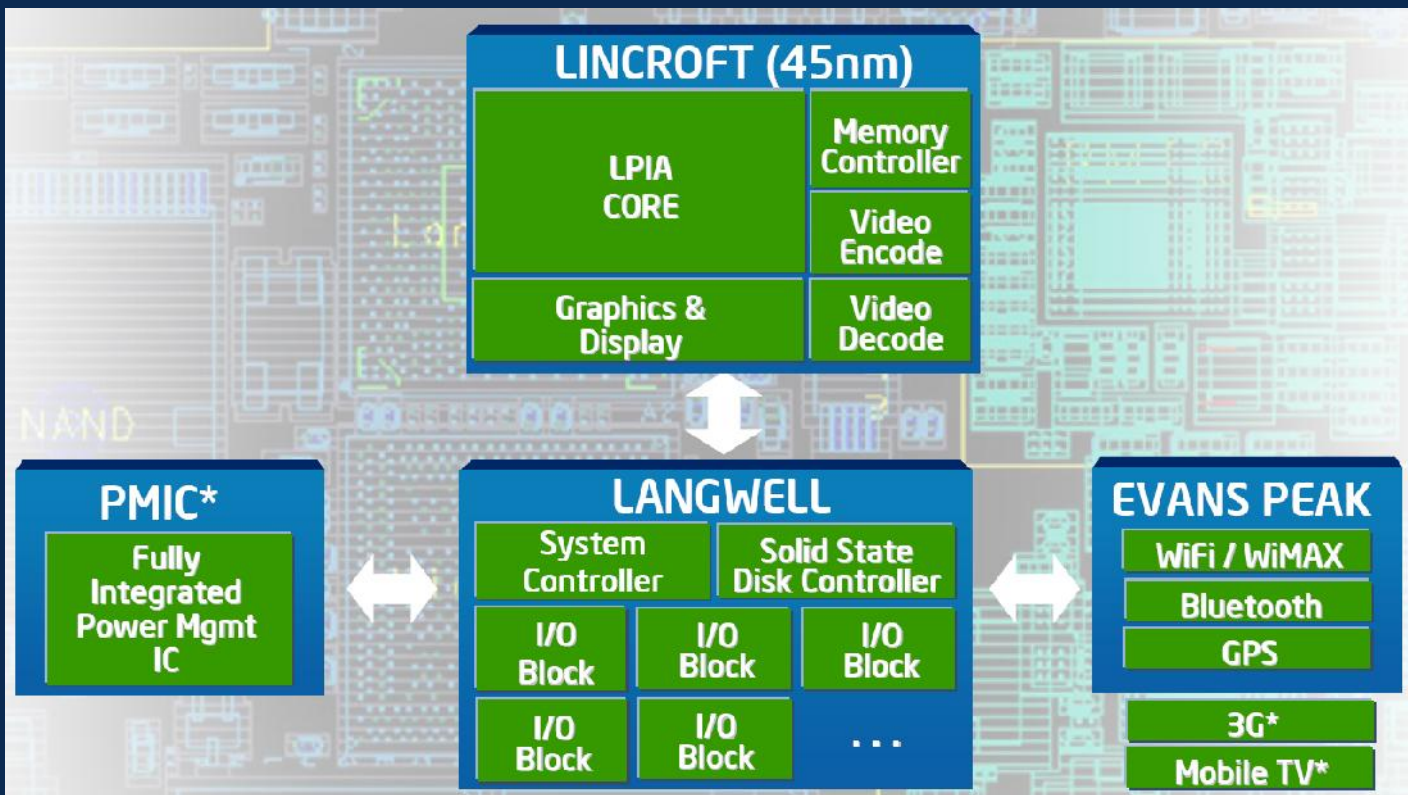 LINCROFT (45nm)
LPIA
CORE
Memory
Controller
Video
Encode
Graphics &
Display
Video
Decode
NAND
PMIC*
Fully
Integrated
Power Mgmt
IC
LANGWELL
System
Controller
Solid State
Disk Controller
I/O
Block
I/O
Block
I/O
Block
I/O
Block
I/O
Block
...
EVANS PEAK
WiFi / WiMAX
Bluetooth
GPS
3G*
Mobile TV*